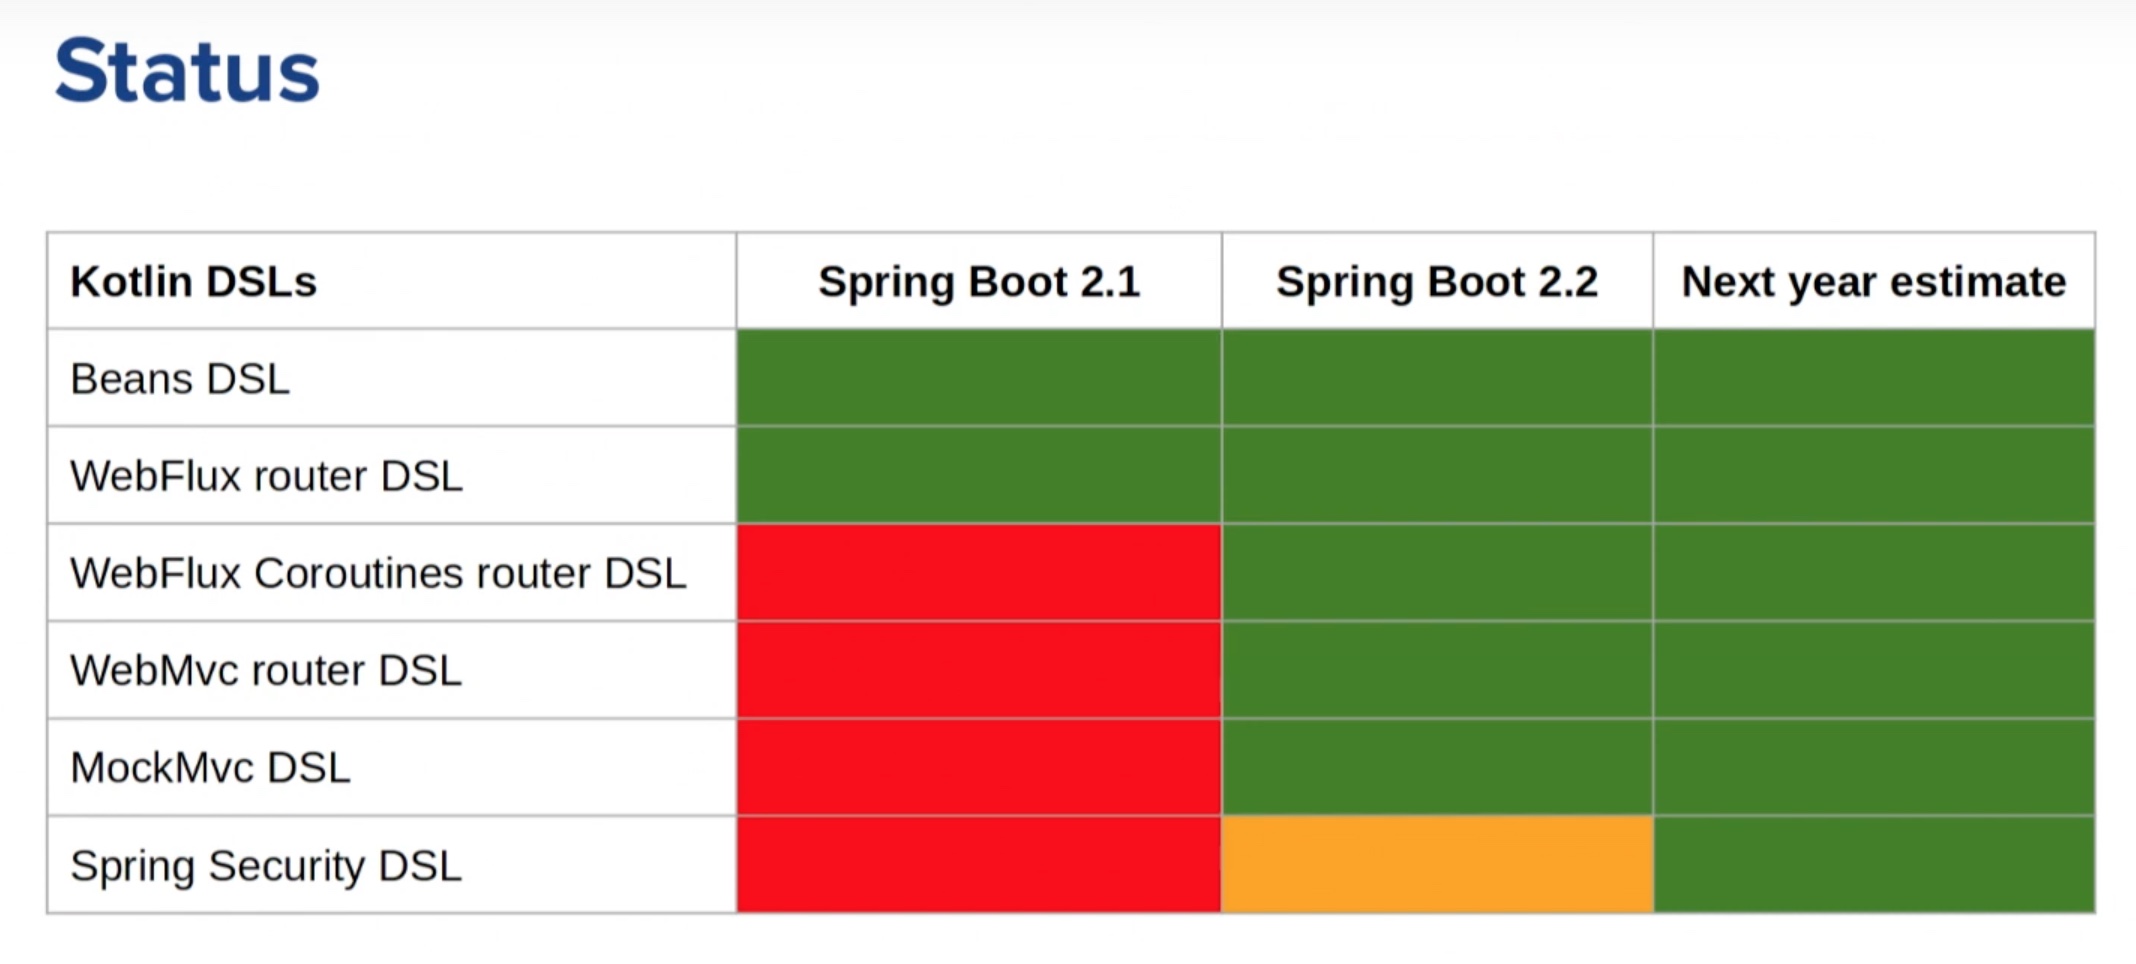 Status
Kotlin DSLs Spring Boot 2.1 Spring Boot 2.2 Next year estimate
Beans DSL
WebFlux router DSL
WebFlux Coroutines router DSL
WebMvc router DSL
MockMvc DSL
Spring Security DSL